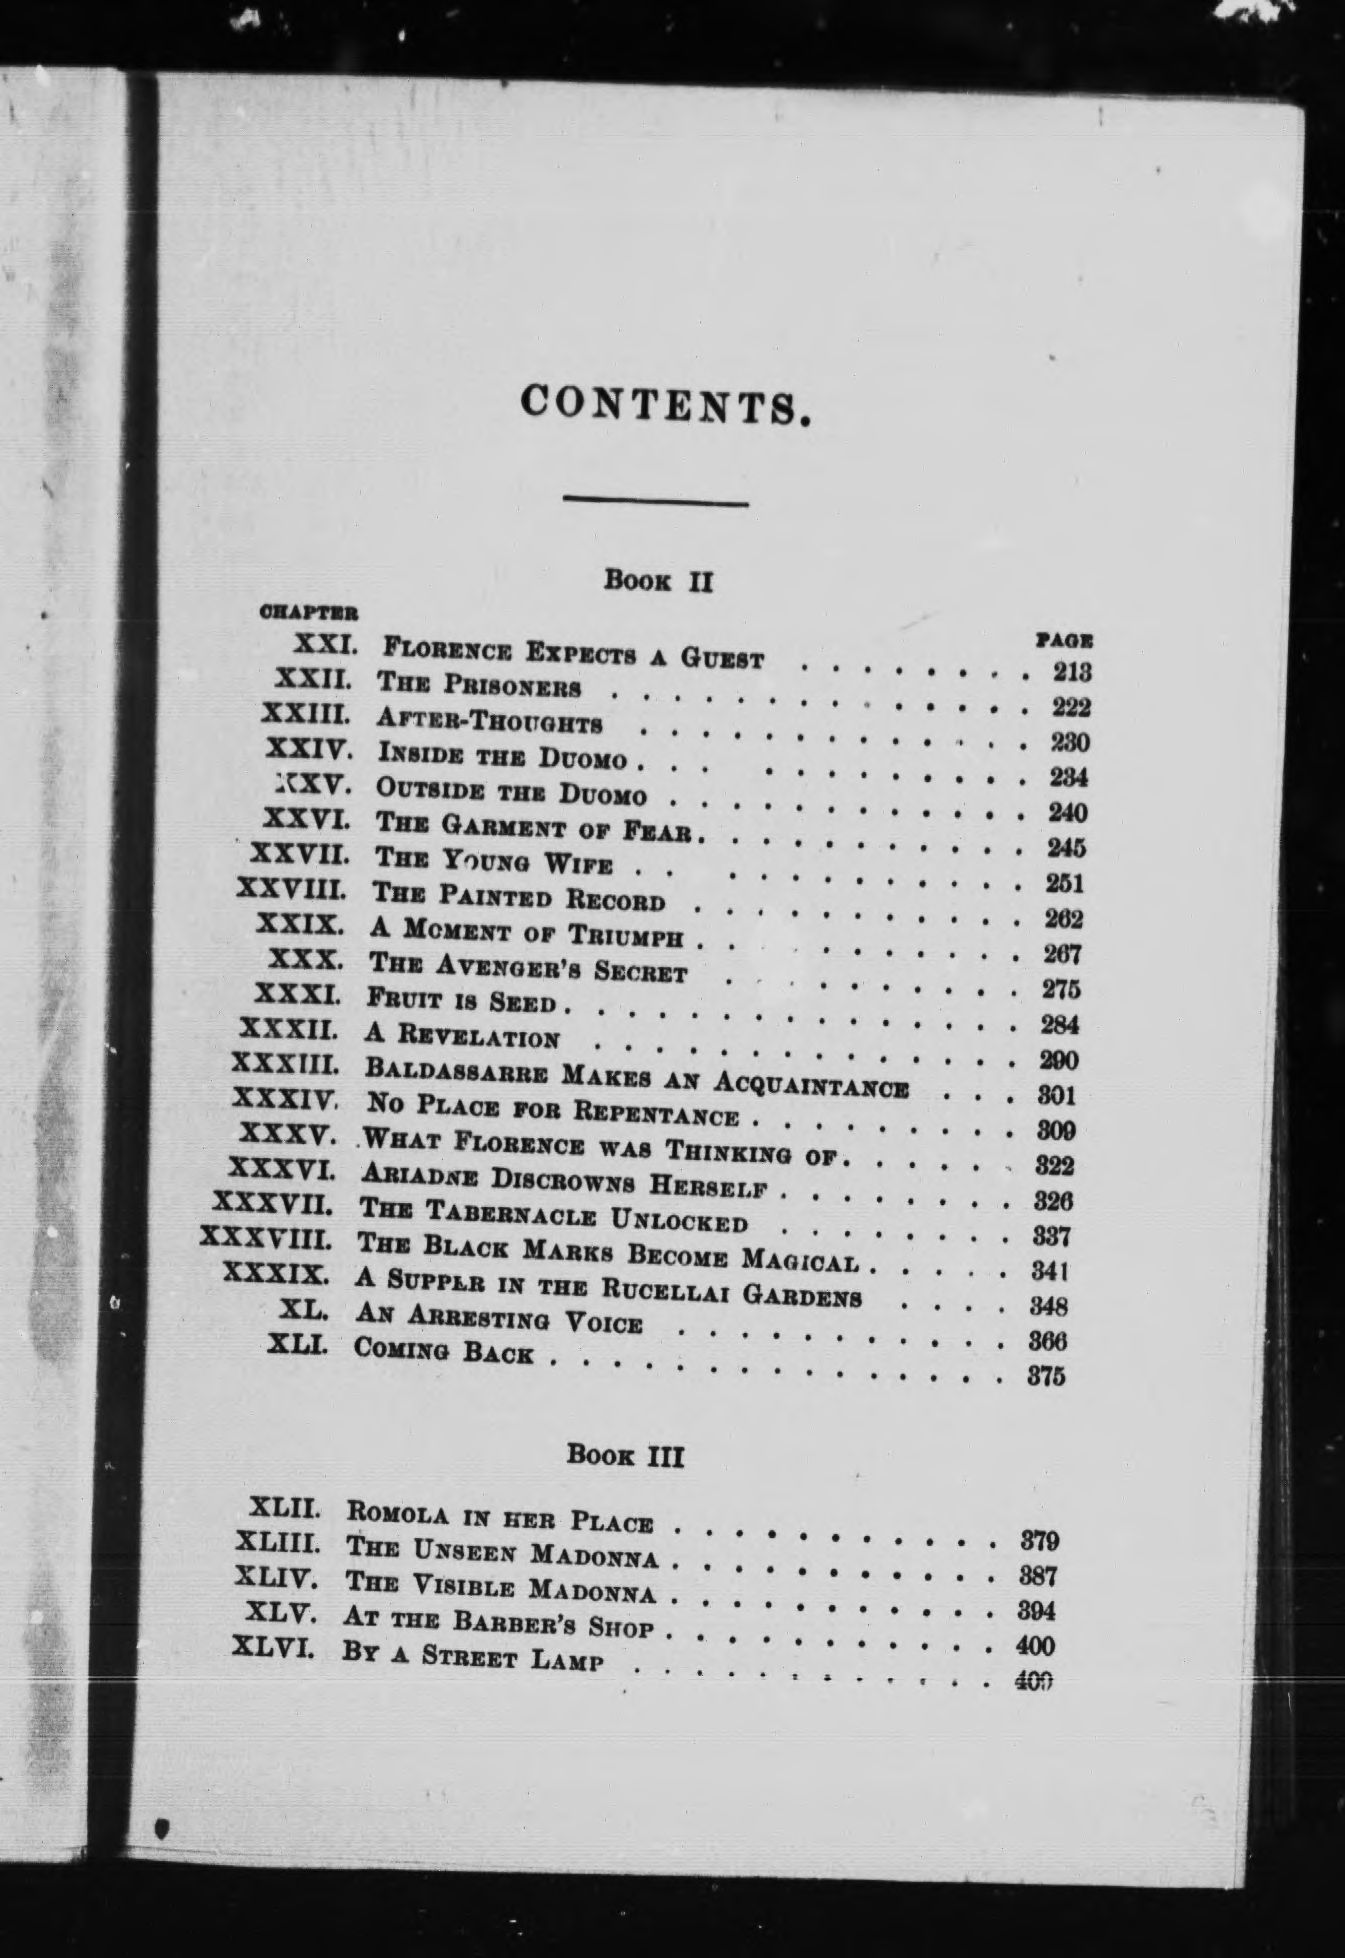 CONTENTS.
BOOK II
CHAPTER PAGE
XXI. FLORENCE EXPECTS A GUEST . . . . . . . . 213
XXII. THE PRISONERS . . . . . . . . . . . . . . 222
XXIII. AFTER-THOUGHTS . . . . . . . . . . . . . 230
XXIV. INSIDE THE DUOMO . . . . . . . . . . . . 234
XXV. OUTSIDE THE DUOMO . . . . . . . . . . . . 240
XXVI. THE GARMENT OF FEAR . . . . . . . . . . . 245
XXVII. THE YOUNG WIFE . . . . . . . . . . . . 251
XXVIII. THE PAINTED RECORD . . . . . . . . . . . 262
XXIX. A MOMENT OF TRIUMPH . . . . . . . . . . 267
XXX. THE AVENGER'S SECRET . . . . . . . . . . 275
XXXI. FRUIT IS SEED . . . . . . . . . . . . . . . 284
XXXII. A REVELATION . . . . . . . . . . . . . . 290
XXXIII. BALDASSARRE MAKES AN ACQUAINTANCE . . . 301
XXXIV. NO PLACE FOR REPENTANCE . . . . . . . . . 309
XXXV. WHAT FLORENCE WAS THINKING OF . . . . . . 322
XXXVI. ARIADNE DISCROWNS HERSELF . . . . . . . . 326
XXXVII. THE TABERNACLE UNLOCKED . . . . . . . . 337
XXXVIII. THE BLACK MARKS BECOME MAGICAL . . . . . 341
XXXIX. A SUPPER IN THE RUCELLAI GARDENS . . . . 348
XL. AN ARRESTING VOICE . . . . . . . . . . . 366
XLI. COMING BACK . . . . . . . . . . . . . . . 375
BOOK III
XLII. ROMOLA IN HER PLACE . . . . . . . . . . . 379
XLIII. THE UNSEEN MADONNA . . . . . . . . . . . 387
XLIV. THE VISIBLE MADONNA . . . . . . . . . . . 394
XLV. AT THE BARBER'S SHOP . . . . . . . . . . . 400
XLVI. BY A STREET LAMP . . . . . . . . . . . . 409